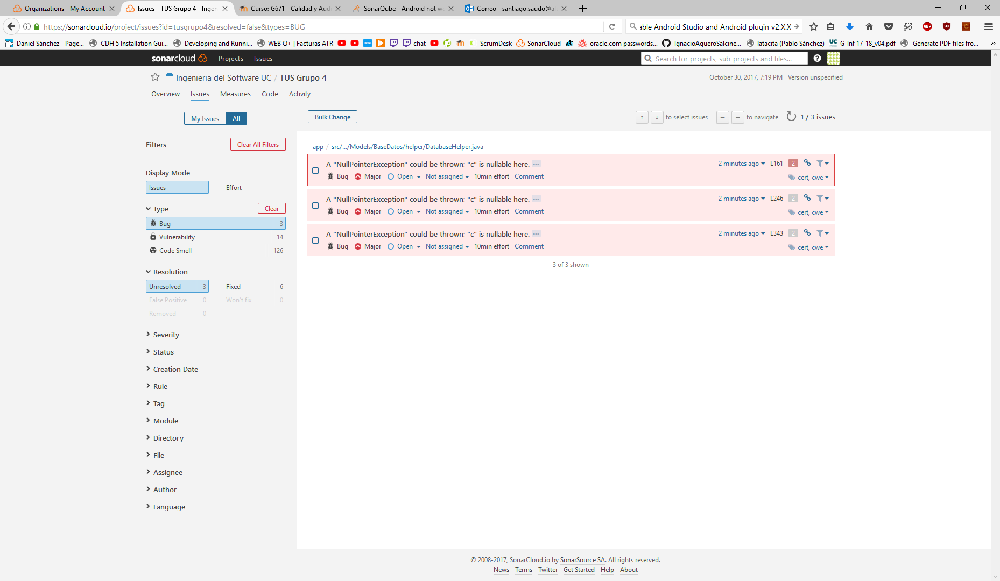 Organizations - My Account
Issues - TUS Grupo 4 - Ingen
Curso: G671 - Calidad y Aud
SonarQube - Android not w
Correo - santiago.saudo@al
https://sonarcloud.io/project/issues?id=tusgrupo4&resolved=false&types=BUG
able Android Studio and Android plugin v2.X.X
ABP
Daniel Sánchez - Page...
CDH 5 Installation Gui...
Developing and Runni...
WEB Q+ | Facturas ATR
chat
ScrumDesk
SonarCloud
oracle.com passwords...
IgnacioAgueroSalcine...
latacita (Pablo Sánchez)
UC
G-Inf 17-18_v04.pdf
Generate PDF files fro...
sonarcloud
Projects
Issues
Search for projects, sub-projects and files...
Ingenieria del Software UC / TUS Grupo 4
October 30, 2017, 7:19 PM Version unspecified
Overview Issues Measures Code Activity
My Issues All
Bulk Change
↑ ↓ to select issues ← → to navigate 1 / 3 issues
Filters
Clear All Filters
Display Mode
Issues
Effort
Type
Clear
Bug 3
Vulnerability 14
Code Smell 126
Resolution
Unresolved 3
Fixed 6
False Positive 0
Won't fix 0
Removed 0
Severity
Status
Creation Date
Rule
Tag
Module
Directory
File
Assignee
Author
Language
app / src/.../Models/BaseDatos/helper/DatabaseHelper.java
A "NullPointerException" could be thrown; "c" is nullable here.
2 minutes ago L161 2
Bug Major Open Not assigned 10min effort Comment
cert, cwe
A "NullPointerException" could be thrown; "c" is nullable here.
2 minutes ago L246 2
Bug Major Open Not assigned 10min effort Comment
cert, cwe
A "NullPointerException" could be thrown; "c" is nullable here.
2 minutes ago L343 2
Bug Major Open Not assigned 10min effort Comment
cert, cwe
3 of 3 shown
© 2008-2017, SonarCloud.io by SonarSource SA. All rights reserved.
News - Terms - Twitter - Get Started - Help - About